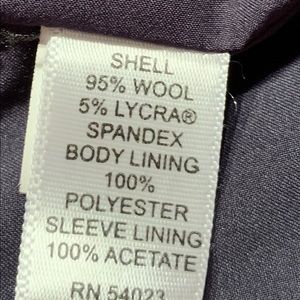 SHELL
95% WOOL
5% LYCRA®
SPANDEX
BODY LINING
100%
POLYESTER
SLEEVE LINING
100% ACETATE
RN 54023